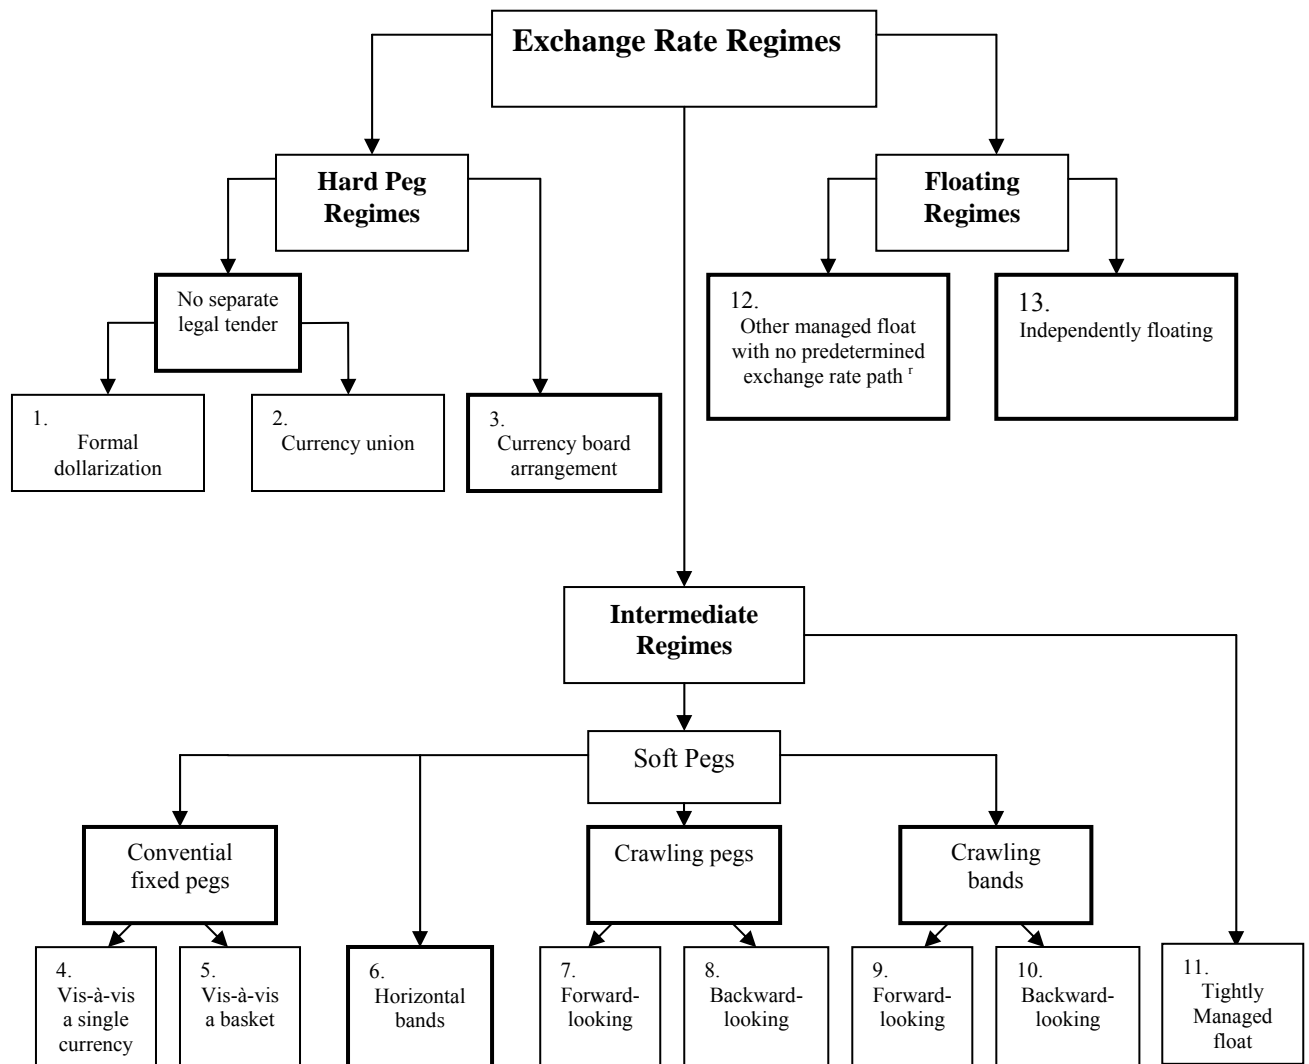 Exchange Rate Regimes
Hard Peg
Regimes
Floating
Regimes
No separate
legal tender
12.
Other managed float
with no predetermined
exchange rate path r
13.
Independently floating
1.
Formal
dollarization
2.
Currency union
3.
Currency board
arrangement
Intermediate
Regimes
Soft Pegs
Convential
fixed pegs
Crawling pegs
Crawling
bands
4.
Vis-à-vis
a single
currency
5.
Vis-à-vis
a basket
6.
Horizontal
bands
7.
Forward-
looking
8.
Backward-
looking
9.
Forward-
looking
10.
Backward-
looking
11.
Tightly
Managed
float